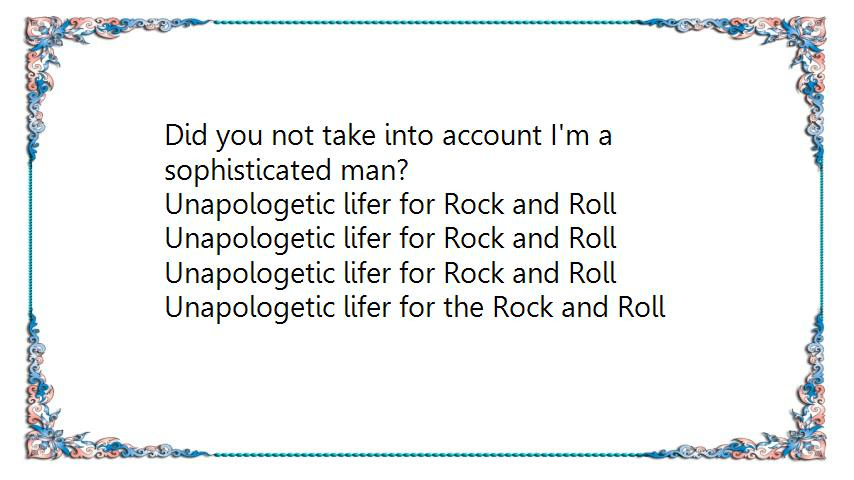 Did you not take into account I'm a
sophisticated man?
Unapologetic lifer for Rock and Roll
Unapologetic lifer for Rock and Roll
Unapologetic lifer for Rock and Roll
Unapologetic lifer for the Rock and Roll